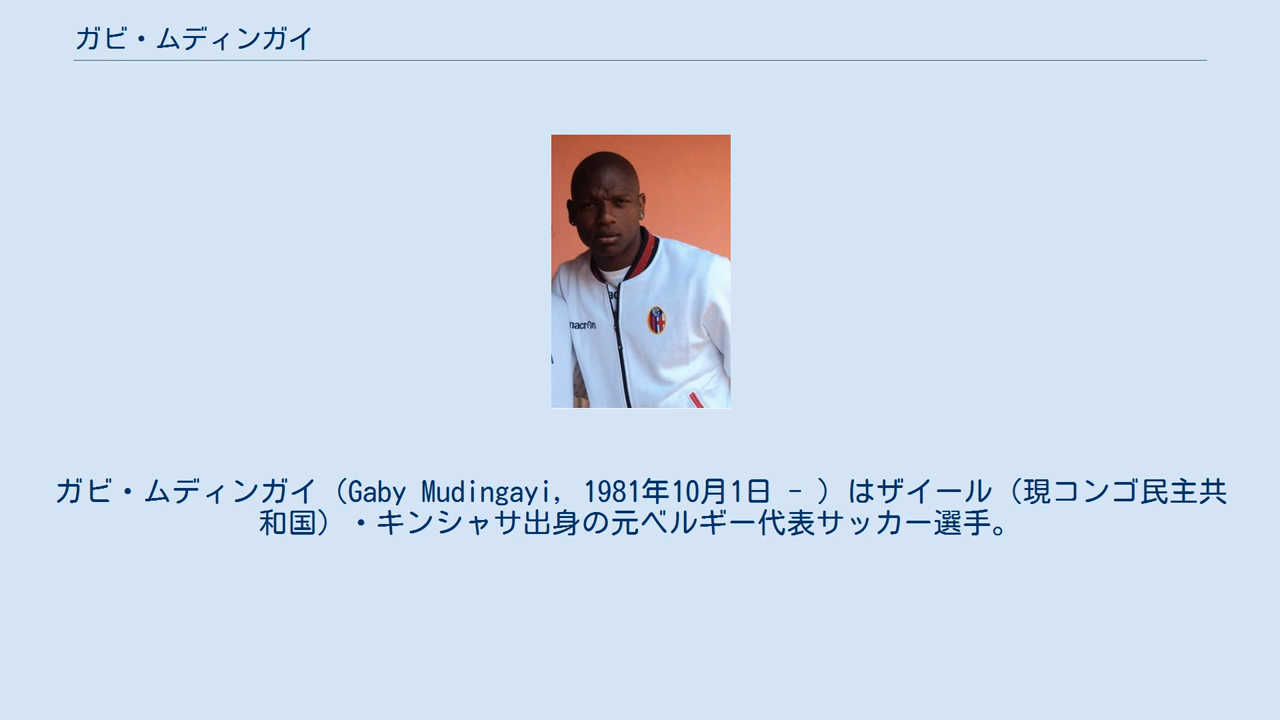 ガビ・ムディンガイ
macron
ガビ・ムディンガイ（Gaby Mudingayi, 1981年10月1日 - ）はザイール（現コンゴ民主共
和国）・キンシャサ出身の元ベルギー代表サッカー選手。